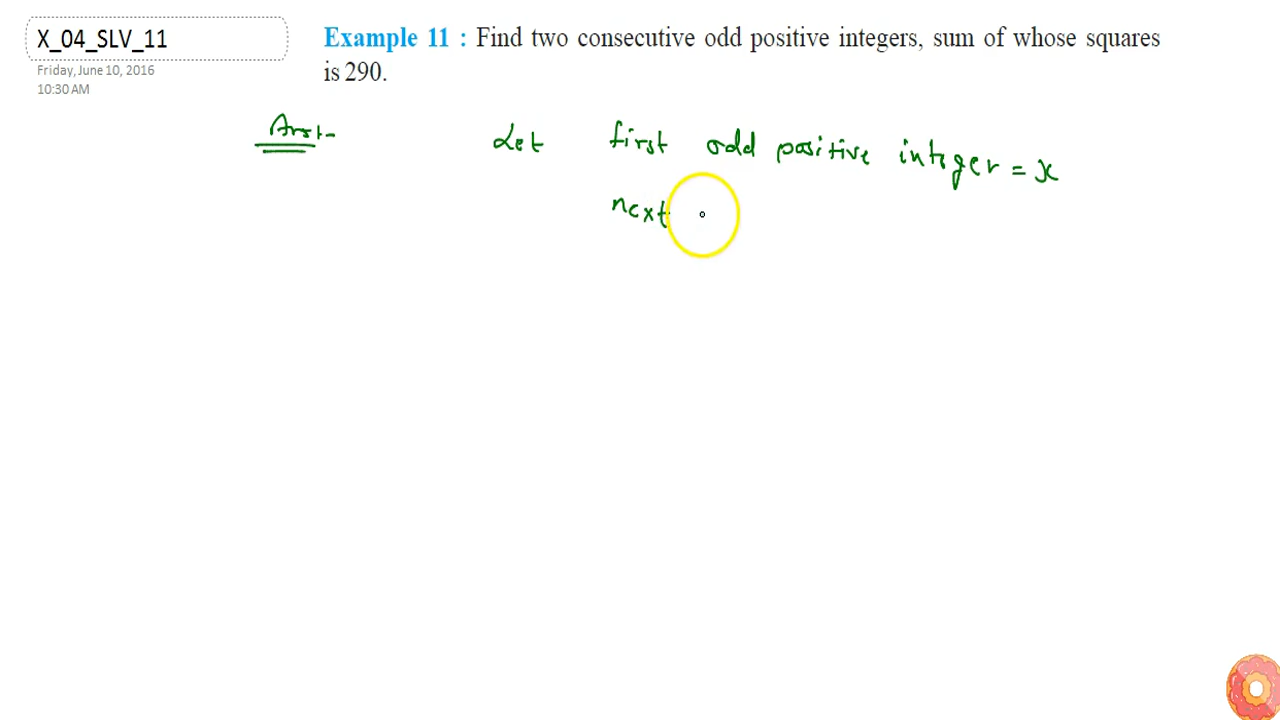 X_04_SLV_11
Friday, June 10, 2016
10:30 AM
Example 11 : Find two consecutive odd positive integers, sum of whose squares
is 290.
Let first odd positive integer = x
next